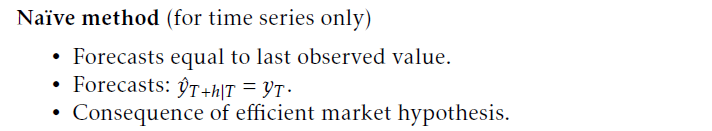 Naïve method (for time series only)
• Forecasts equal to last observed value.
• Forecasts: ŷT+h|T = yT.
• Consequence of efficient market hypothesis.